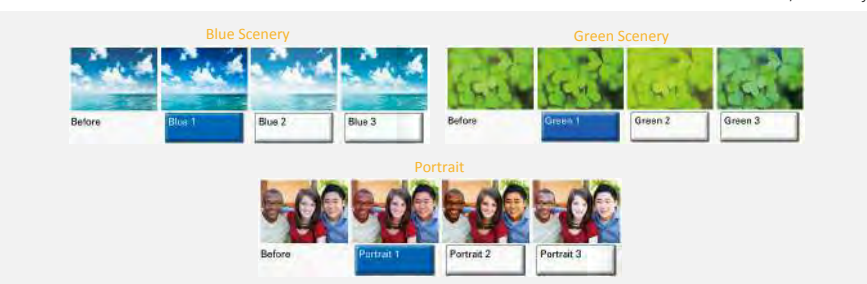 Blue Scenery
Before
Blue 1
Blue 2
Blue 3
Green Scenery
Before
Green 1
Green 2
Green 3
Portrait
Before
Portrait 1
Portrait 2
Portrait 3